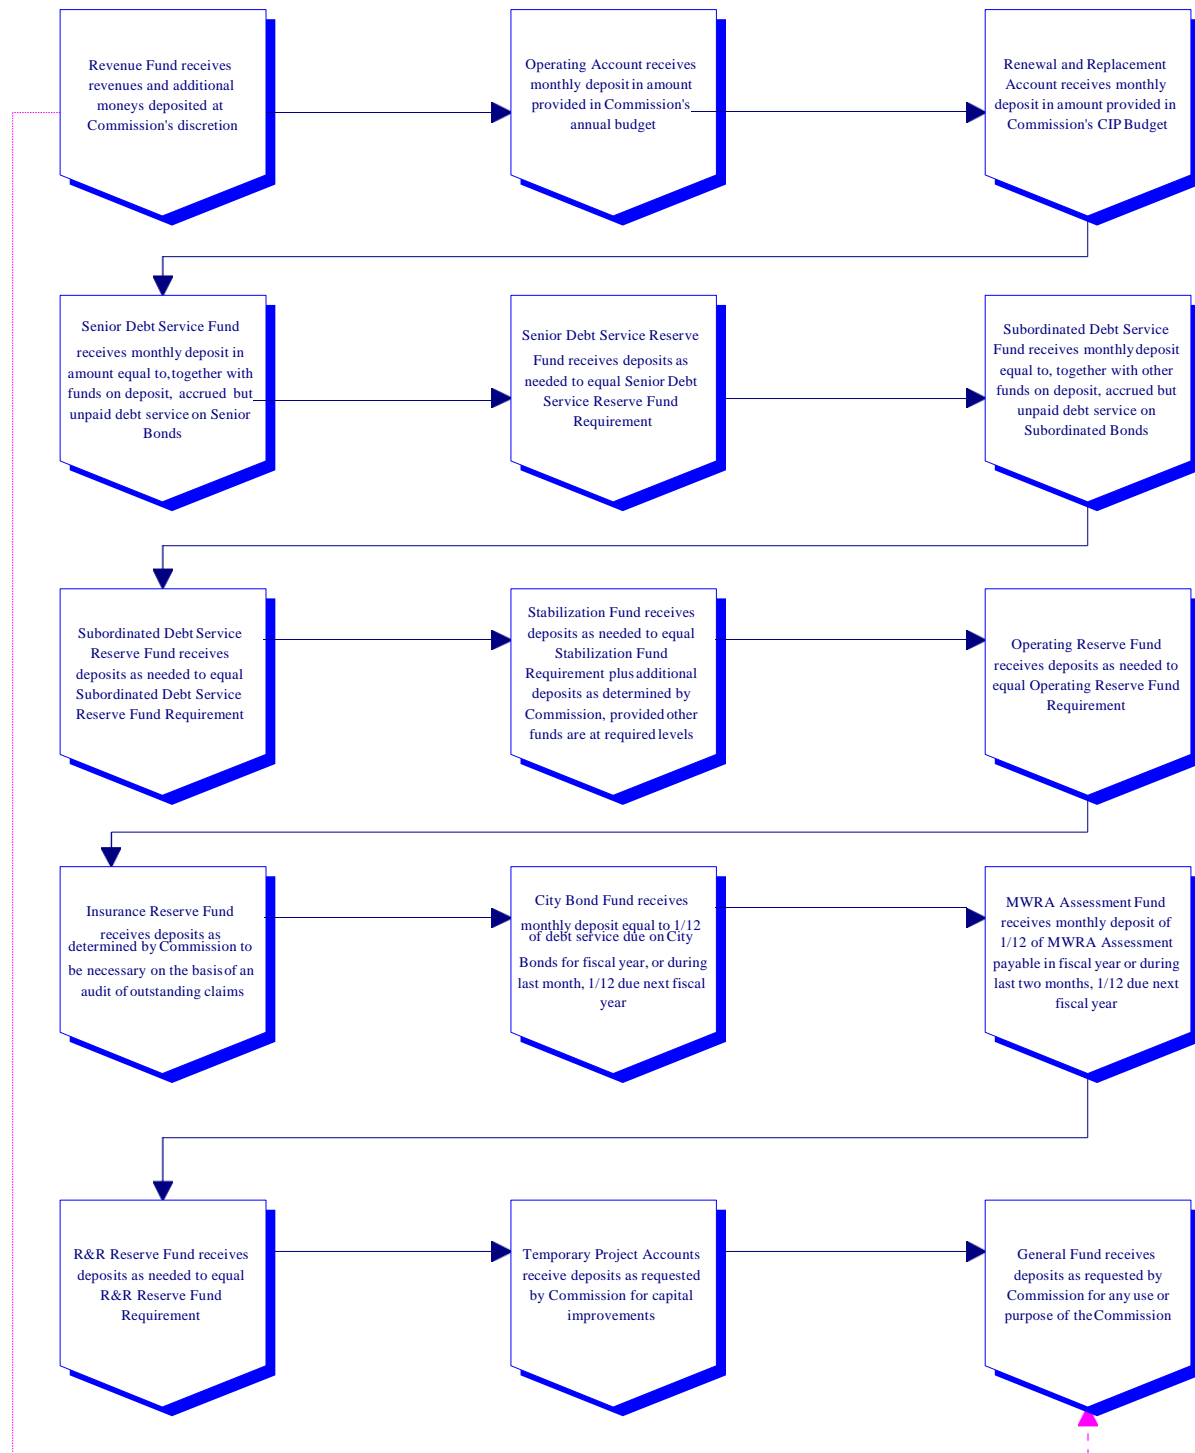 Revenue Fund receives
revenues and additional
moneys deposited at
Commission's discretion
Operating Account receives
monthly deposit in amount
provided in Commission's
annual budget
Renewal and Replacement
Account receives monthly
deposit in amount provided in
Commission's CIP Budget
Senior Debt Service Fund
receives monthly deposit in
amount equal to, together with
funds on deposit, accrued but
unpaid debt service on Senior
Bonds
Senior Debt Service Reserve
Fund receives deposits as
needed to equal Senior Debt
Service Reserve Fund
Requirement
Subordinated Debt Service
Fund receives monthly deposit
equal to, together with other
funds on deposit, accrued but
unpaid debt service on
Subordinated Bonds
Subordinated Debt Service
Reserve Fund receives
deposits as needed to equal
Subordinated Debt Service
Reserve Fund Requirement
Stabilization Fund receives
deposits as needed to equal
Stabilization Fund
Requirement plus additional
deposits as determined by
Commission, provided other
funds are at required levels
Operating Reserve Fund
receives deposits as needed to
equal Operating Reserve Fund
Requirement
Insurance Reserve Fund
receives deposits as
determined by Commission to
be necessary on the basis of an
audit of outstanding claims
City Bond Fund receives
monthly deposit equal to 1/12
of debt service due on City
Bonds for fiscal year, or during
last month, 1/12 due next fiscal
year
MWRA Assessment Fund
receives monthly deposit of
1/12 of MWRA Assessment
payable in fiscal year or during
last two months, 1/12 due next
fiscal year
R&R Reserve Fund receives
deposits as needed to equal
R&R Reserve Fund
Requirement
Temporary Project Accounts
receive deposits as requested
by Commission for capital
improvements
General Fund receives
deposits as requested by
Commission for any use or
purpose of the Commission